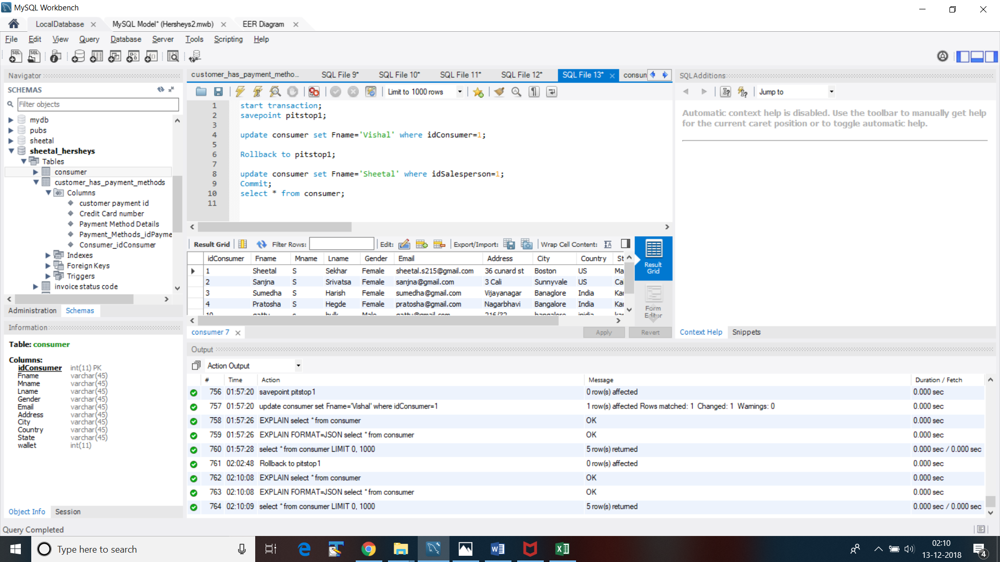 MySQL Workbench
LocalDatabase
MySQL Model* (Hersheys2.mwb)
EER Diagram
File Edit View Query Database Server Tools Scripting Help
Navigator
SCHEMAS
Filter objects
mydb
pubs
sheetal
sheetal_hersheys
Tables
consumer
customer_has_payment_methods
Columns
customer payment id
Credit Card number
Payment Method Details
Payment_Methods_idPayme
Consumer_idConsumer
Indexes
Foreign Keys
Triggers
invoice status code
Administration Schemas
Information
Table: consumer
Columns:
idConsumer int(11) PK
Fname varchar(45)
Mname varchar(45)
Lname varchar(45)
Gender varchar(45)
Email varchar(45)
Address varchar(45)
City varchar(45)
Country varchar(45)
State varchar(45)
wallet int(11)
Object Info Session
Query Completed
customer_has_payment_metho... SQL File 9* SQL File 10* SQL File 11* SQL File 12* SQL File 13* consun
Limit to 1000 rows
1 start transaction;
2 savepoint pitstop1;
3
4 update consumer set Fname='Vishal' where idConsumer=1;
5
6 Rollback to pitstop1;
7
8 update consumer set Fname='Sheetal' where idSalesperson=1;
9 Commit;
10 select * from consumer;
11
Result Grid Filter Rows: Edit: Export/Import: Wrap Cell Content:
idConsumer Fname Mname Lname Gender Email Address City Country St
1 Sheetal S Sekhar Female sheetal.s215@gmail.com 36 cunard st Boston US Ma
2 Sanjna S Srivatsa Female sanjna@gmail.com 3 Cali Sunnyvale US Ca
3 Sumedha S Harish Female sumedha@gmail.com Vijayanagar Banaglore India Kar
4 Pratosha S Hegde Female pratosha@gmail.com Nagarbhavi Bangalore India Kar
Result Grid
Form Editor
consumer 7
Apply Revert
SQLAdditions
Jump to
Automatic context help is disabled. Use the toolbar to manually get help
for the current caret position or to toggle automatic help.
Context Help Snippets
Output
Action Output
# Time Action Message Duration / Fetch
756 01:57:20 savepoint pitstop1 0 row(s) affected 0.000 sec
757 01:57:20 update consumer set Fname='Vishal' where idConsumer=1 1 row(s) affected Rows matched: 1 Changed: 1 Warnings: 0 0.000 sec
758 01:57:26 EXPLAIN select * from consumer OK 0.000 sec
759 01:57:26 EXPLAIN FORMAT=JSON select * from consumer OK 0.000 sec
760 01:57:28 select * from consumer LIMIT 0, 1000 5 row(s) returned 0.000 sec / 0.000 sec
761 02:02:48 Rollback to pitstop1 0 row(s) affected 0.000 sec
762 02:10:08 EXPLAIN select * from consumer OK 0.000 sec
763 02:10:08 EXPLAIN FORMAT=JSON select * from consumer OK 0.000 sec
764 02:10:09 select * from consumer LIMIT 0, 1000 5 row(s) returned 0.000 sec / 0.000 sec
Type here to search
02:10
13-12-2018
4